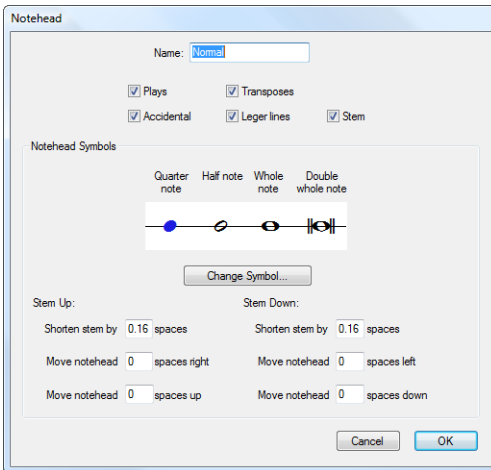 Notehead
Name: Normal
Plays Transposes
Accidental Leger lines Stem
Notehead Symbols
Quarter note Half note Whole note Double whole note
Change Symbol...
Stem Up: Stem Down:
Shorten stem by 0.16 spaces Shorten stem by 0.16 spaces
Move notehead 0 spaces right Move notehead 0 spaces left
Move notehead 0 spaces up Move notehead 0 spaces down
Cancel OK